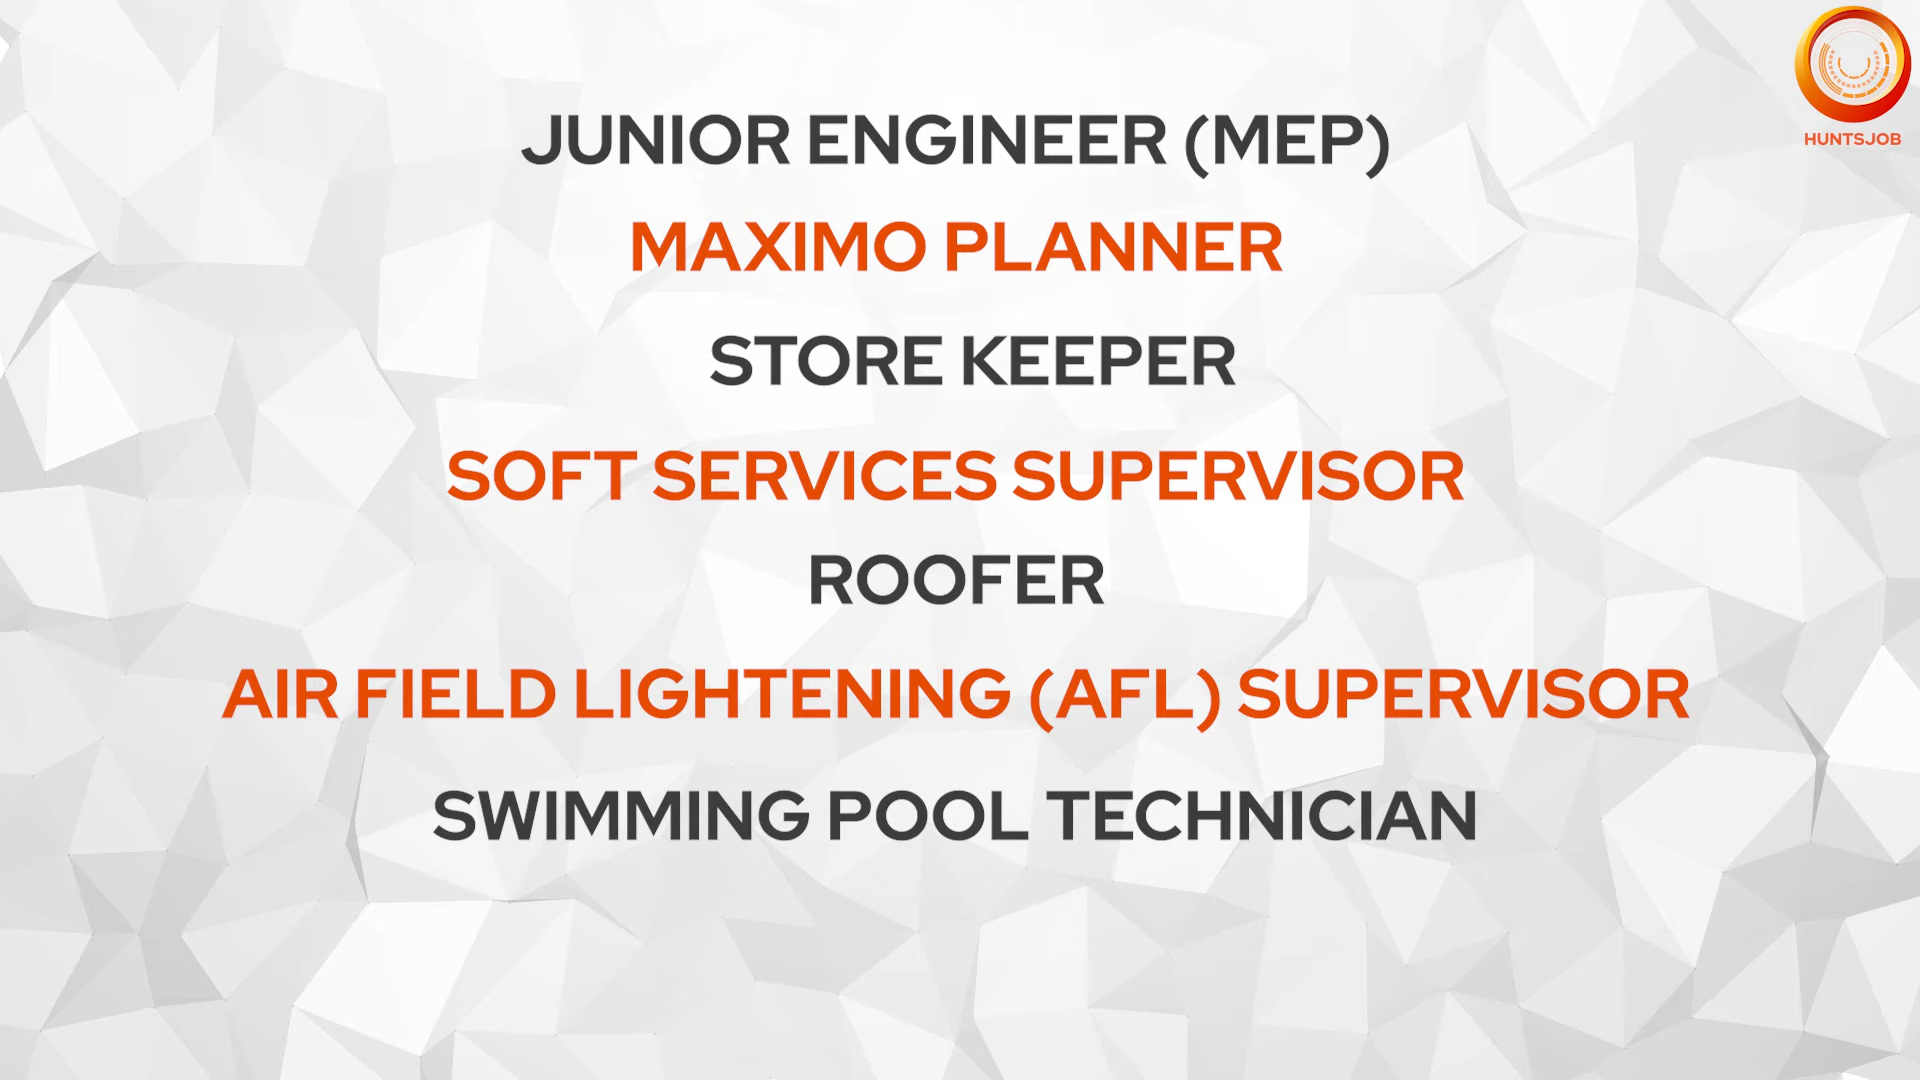 HUNTSJOB
JUNIOR ENGINEER (MEP)
MAXIMO PLANNER
STORE KEEPER
SOFT SERVICES SUPERVISOR
ROOFER
AIR FIELD LIGHTENING (AFL) SUPERVISOR
SWIMMING POOL TECHNICIAN